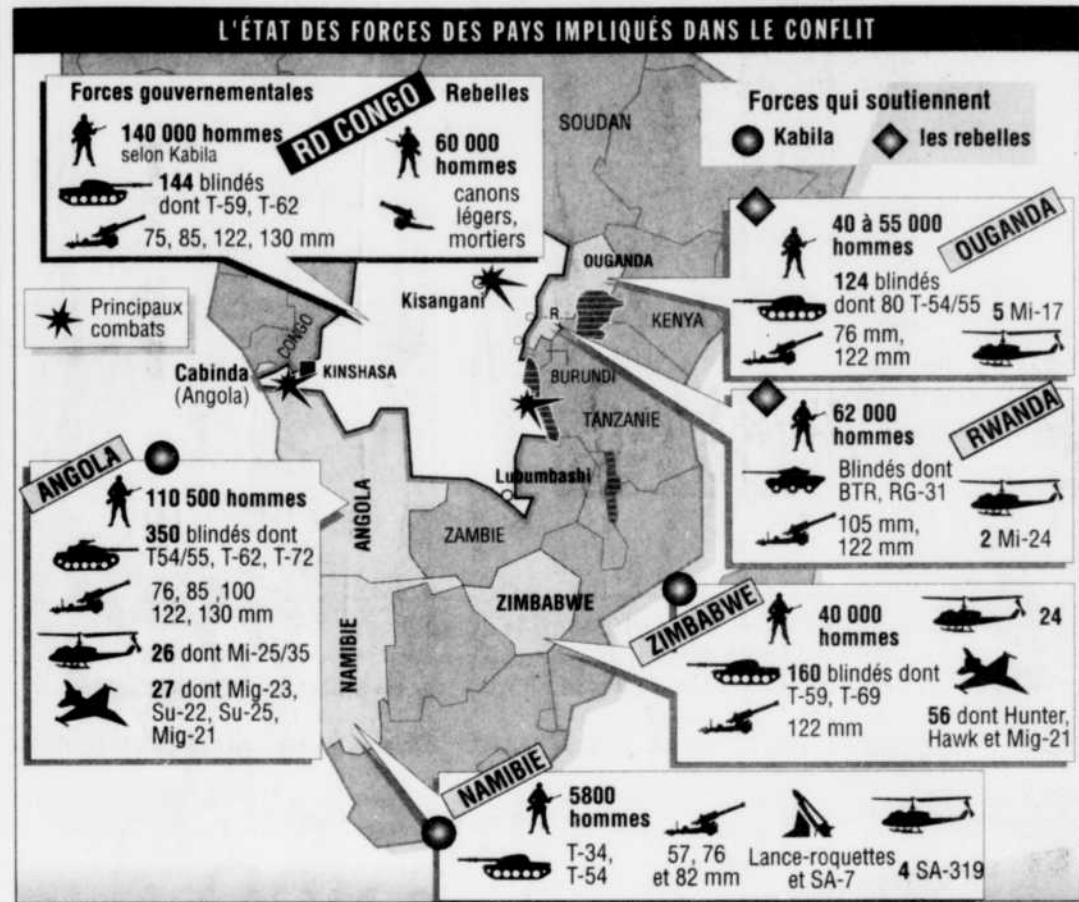 L'ÉTAT DES FORCES DES PAYS IMPLIQUÉS DANS LE CONFLIT
Forces gouvernementales
RD CONGO
Rebelles
140 000 hommes
selon Kabila
144 blindés
dont T-59, T-62
75, 85, 122, 130 mm
60 000
hommes
canons
légers,
mortiers
SOUDAN
Forces qui soutiennent
Kabila
les rebelles
OUGANDA
40 à 55 000
hommes
124 blindés
dont 80 T-54/55
5 Mi-17
76 mm,
122 mm
Principaux
combats
Kisangani
OUGANDA
R.
KENYA
CONGO
KINSHASA
Cabinda
(Angola)
BURUNDI
TANZANIE
RWANDA
62 000
hommes
Blindés dont
BTR, RG-31
105 mm,
122 mm
2 Mi-24
Lubumbashi
ANGOLA
110 500 hommes
350 blindés dont
T54/55, T-62, T-72
76, 85 ,100
122, 130 mm
26 dont Mi-25/35
27 dont Mig-23,
Su-22, Su-25,
Mig-21
ANGOLA
ZAMBIE
ZIMBABWE
NAMIBIE
ZIMBABWE
40 000
hommes
24
160 blindés dont
T-59, T-69
122 mm
56 dont Hunter,
Hawk et Mig-21
NAMIBIE
5800
hommes
T-34,
T-54
57, 76
et 82 mm
Lance-roquettes
et SA-7
4 SA-319